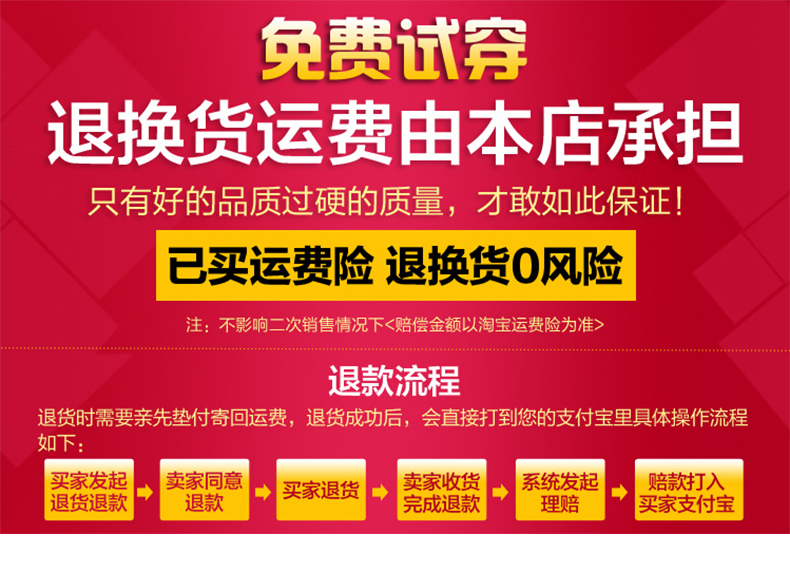 免费试穿
退换货运费由本店承担
只有好的品质过硬的质量，才敢如此保证！
已买运费险 退换货0风险
注：不影响二次销售情况下<赔偿金额以淘宝运费险为准>
退款流程
退货时需要亲先垫付寄回运费，退货成功后，会直接打到您的支付宝里具体操作流程
如下：
买家发起
退货退款
卖家同意
退款
买家退货
卖家收货
完成退款
系统发起
理赔
赔款打入
买家支付宝